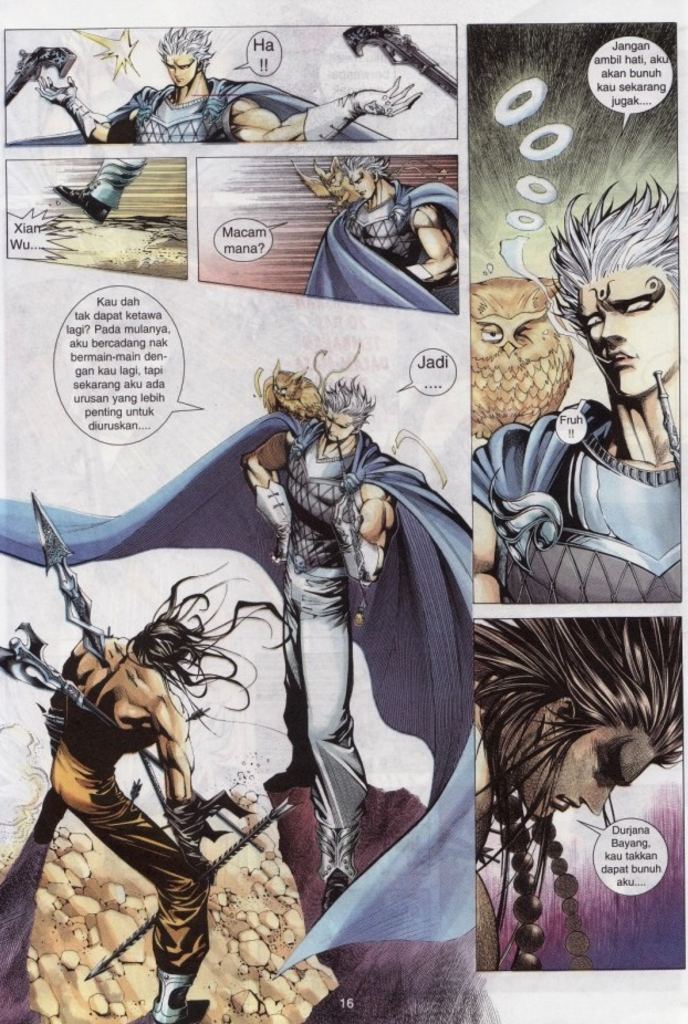 Ha
!!
Xian
Wu....
Macam
mana?
Kau dah
tak dapat ketawa
lagi? Pada mulanya,
aku bercadang nak
bermain-main den-
gan kau lagi, tapi
sekarang aku ada
urusan yang lebih
penting untuk
diuruskan....
Jadi
....
Jangan
ambil hati, aku
akan bunuh
kau sekarang
jugak....
Fruh
!!
Durjana
Bayang,
kau takkan
dapat bunuh
aku....
16